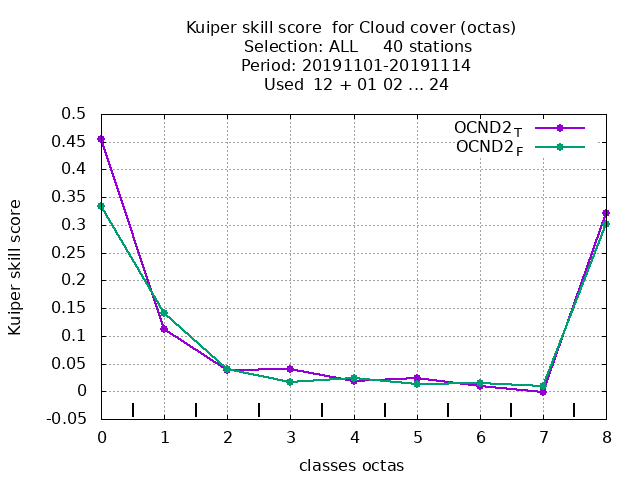 Kuiper skill score  for Cloud cover (octas)
Selection: ALL     40 stations
Period: 20191101-20191114
Used  12 + 01 02 ... 24
OCND2T
OCND2F
0.5
0.45
0.4
0.35
0.3
0.25
0.2
0.15
0.1
0.05
0
-0.05
Kuiper skill score
0 1 2 3 4 5 6 7 8
classes octas